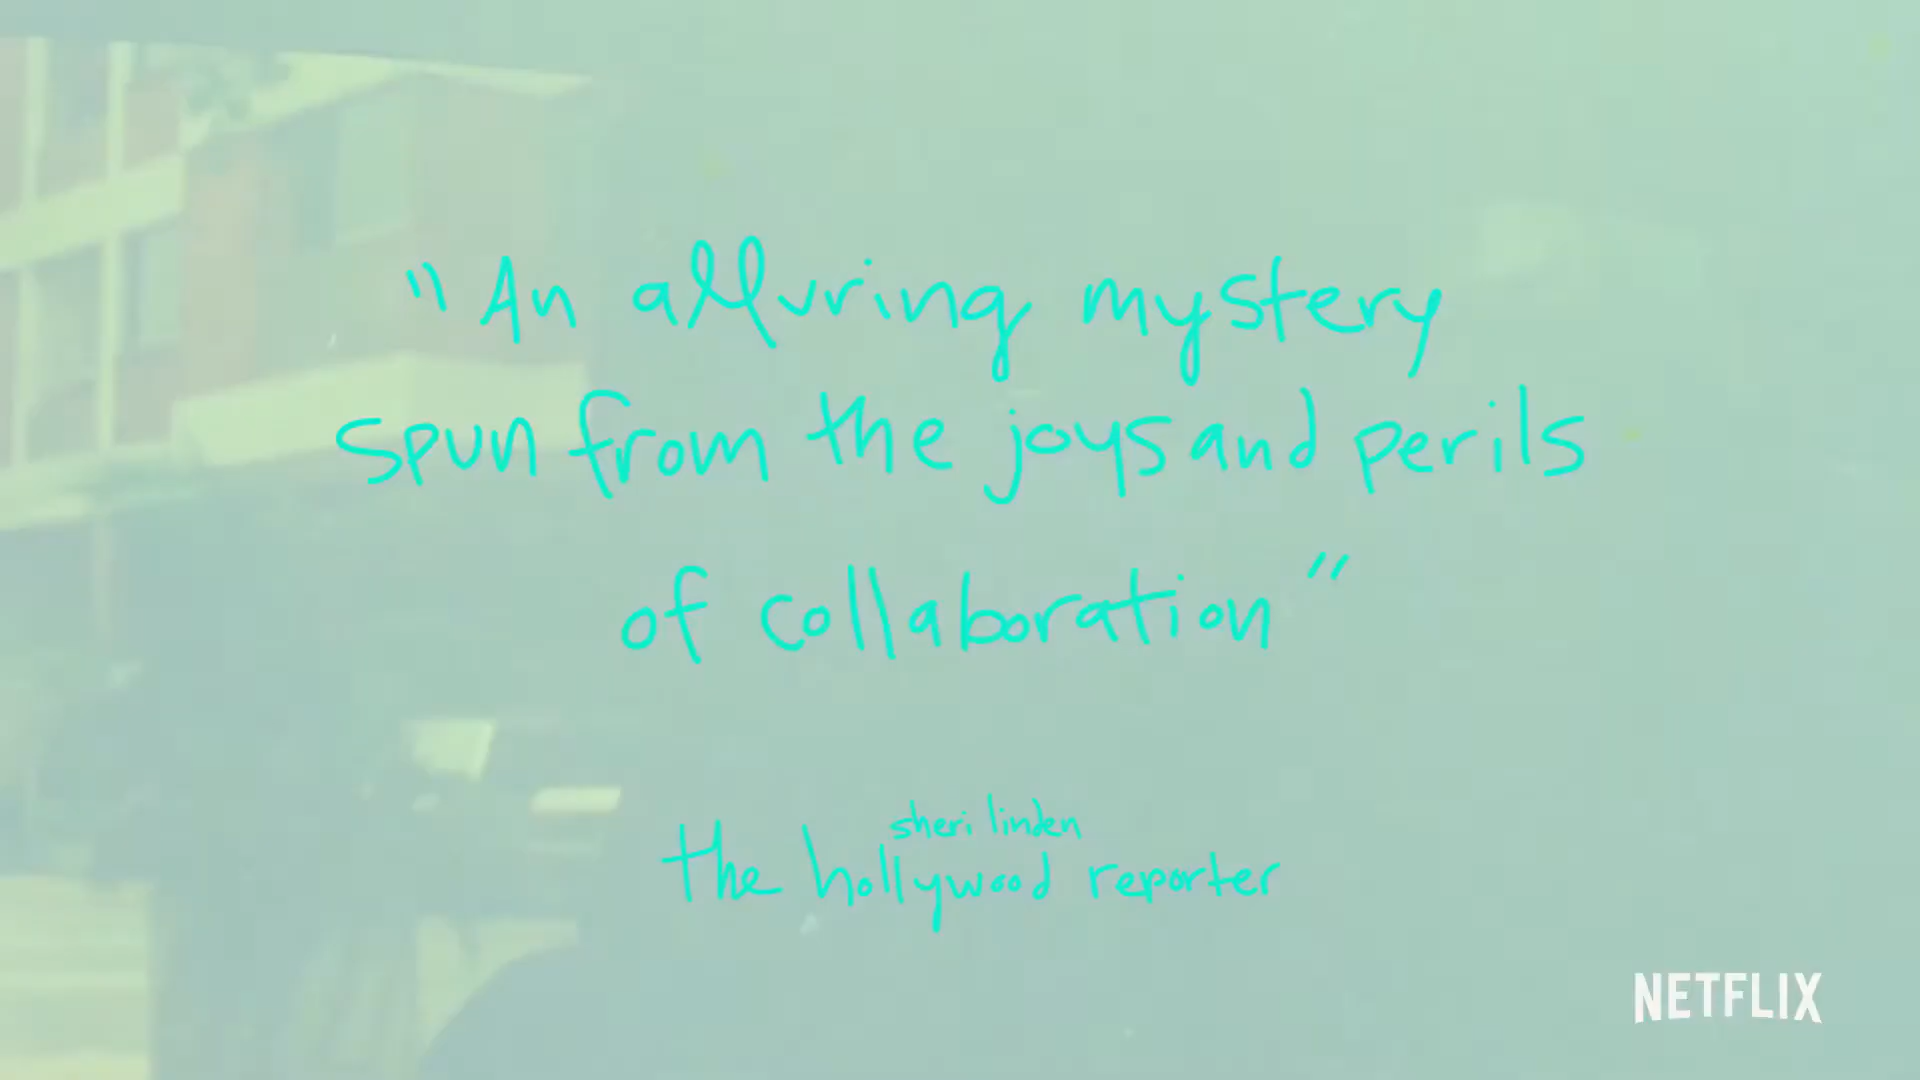 "An alluring mystery
spun from the joys and perils
of collaboration"
sheri linden
the hollywood reporter
NETFLIX